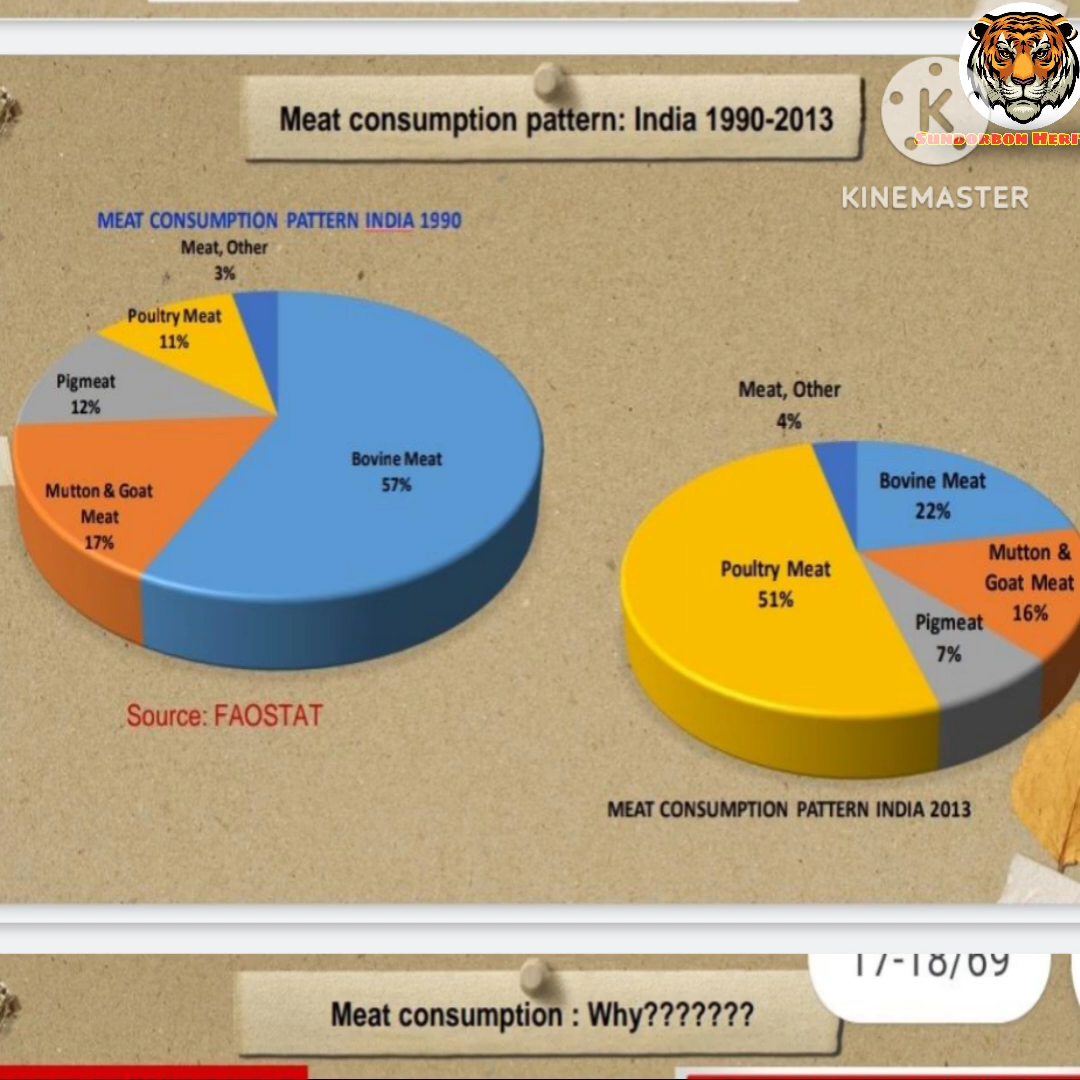 Meat consumption pattern: India 1990-2013
SUNDORBON HERI
K
KINEMASTER
MEAT CONSUMPTION PATTERN INDIA 1990
Meat, Other
3%
Poultry Meat
11%
Pigmeat
12%
Bovine Meat
57%
Mutton & Goat
Meat
17%
Source: FAOSTAT
Meat, Other
4%
Bovine Meat
22%
Mutton &
Goat Meat
16%
Poultry Meat
51%
Pigmeat
7%
MEAT CONSUMPTION PATTERN INDIA 2013
17-18/69
Meat consumption : Why???????